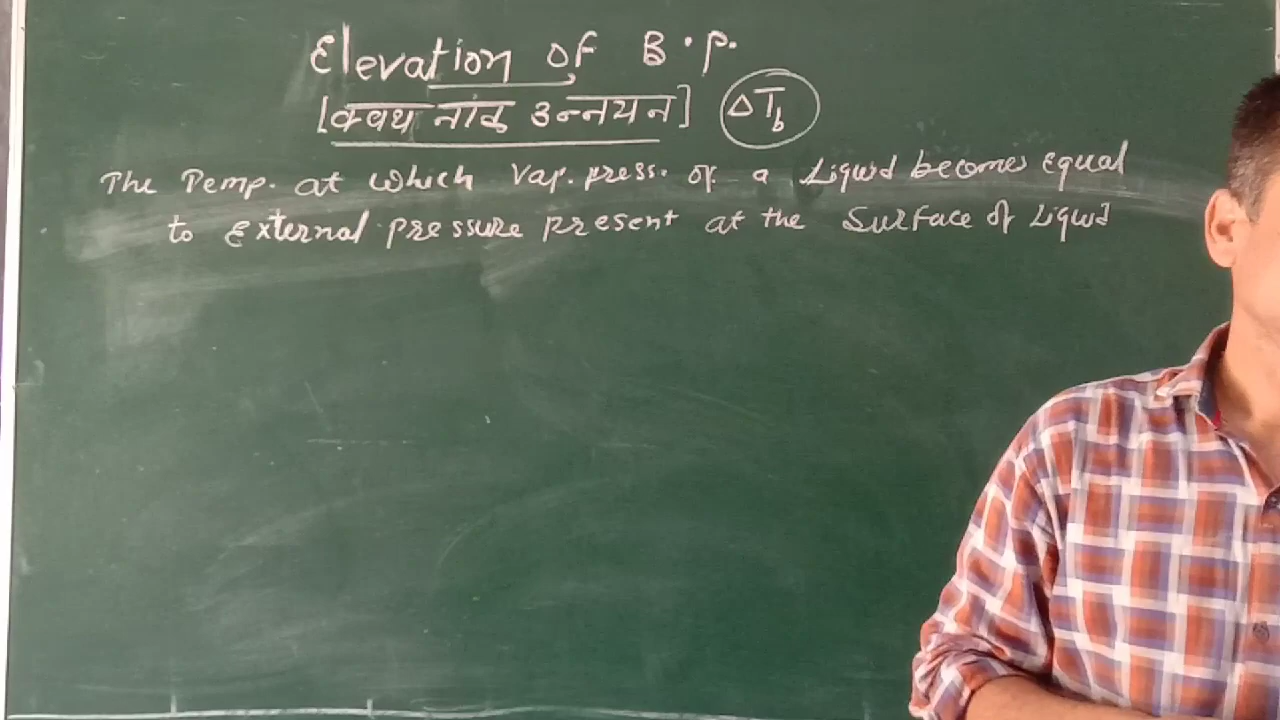 Elevation of B.P.
[क्वथनांक उन्नयन] ΔTb
The Temp. at which Vap. press. of a Liquid becomes equal
to External pressure present at the Surface of Liquid